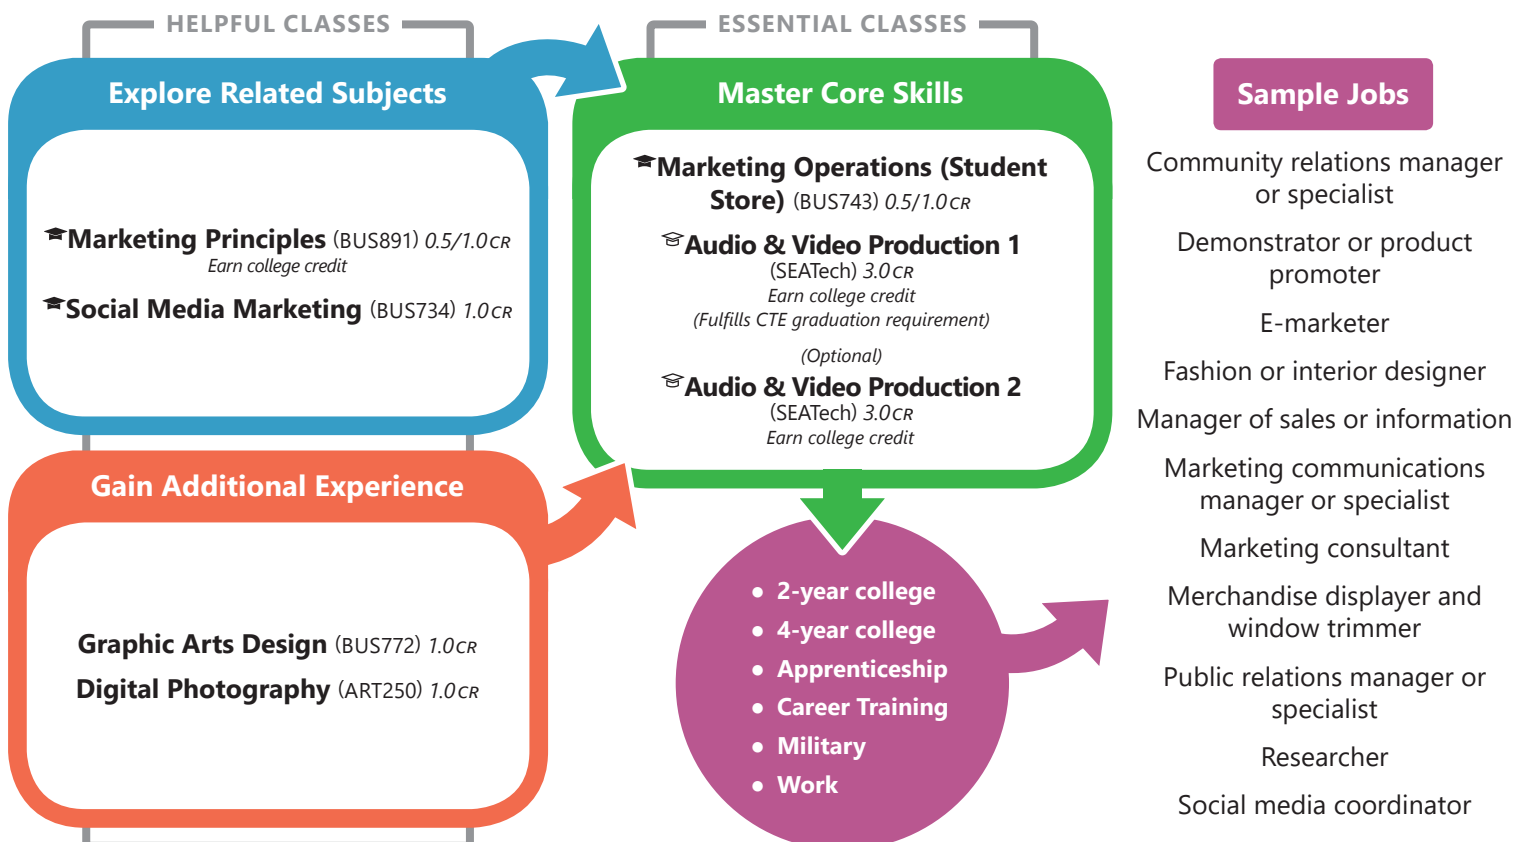 HELPFUL CLASSES
Explore Related Subjects
Marketing Principles (BUS891) 0.5/1.0 CR
Earn college credit
Social Media Marketing (BUS734) 1.0 CR
Gain Additional Experience
Graphic Arts Design (BUS772) 1.0 CR
Digital Photography (ART250) 1.0 CR
ESSENTIAL CLASSES
Master Core Skills
Marketing Operations (Student
Store) (BUS743) 0.5/1.0 CR
Audio & Video Production 1
(SEATech) 3.0 CR
Earn college credit
(Fulfills CTE graduation requirement)
(Optional)
Audio & Video Production 2
(SEATech) 3.0 CR
Earn college credit
● 2-year college
● 4-year college
● Apprenticeship
● Career Training
● Military
● Work
Sample Jobs
Community relations manager
or specialist
Demonstrator or product
promoter
E-marketer
Fashion or interior designer
Manager of sales or information
Marketing communications
manager or specialist
Marketing consultant
Merchandise displayer and
window trimmer
Public relations manager or
specialist
Researcher
Social media coordinator